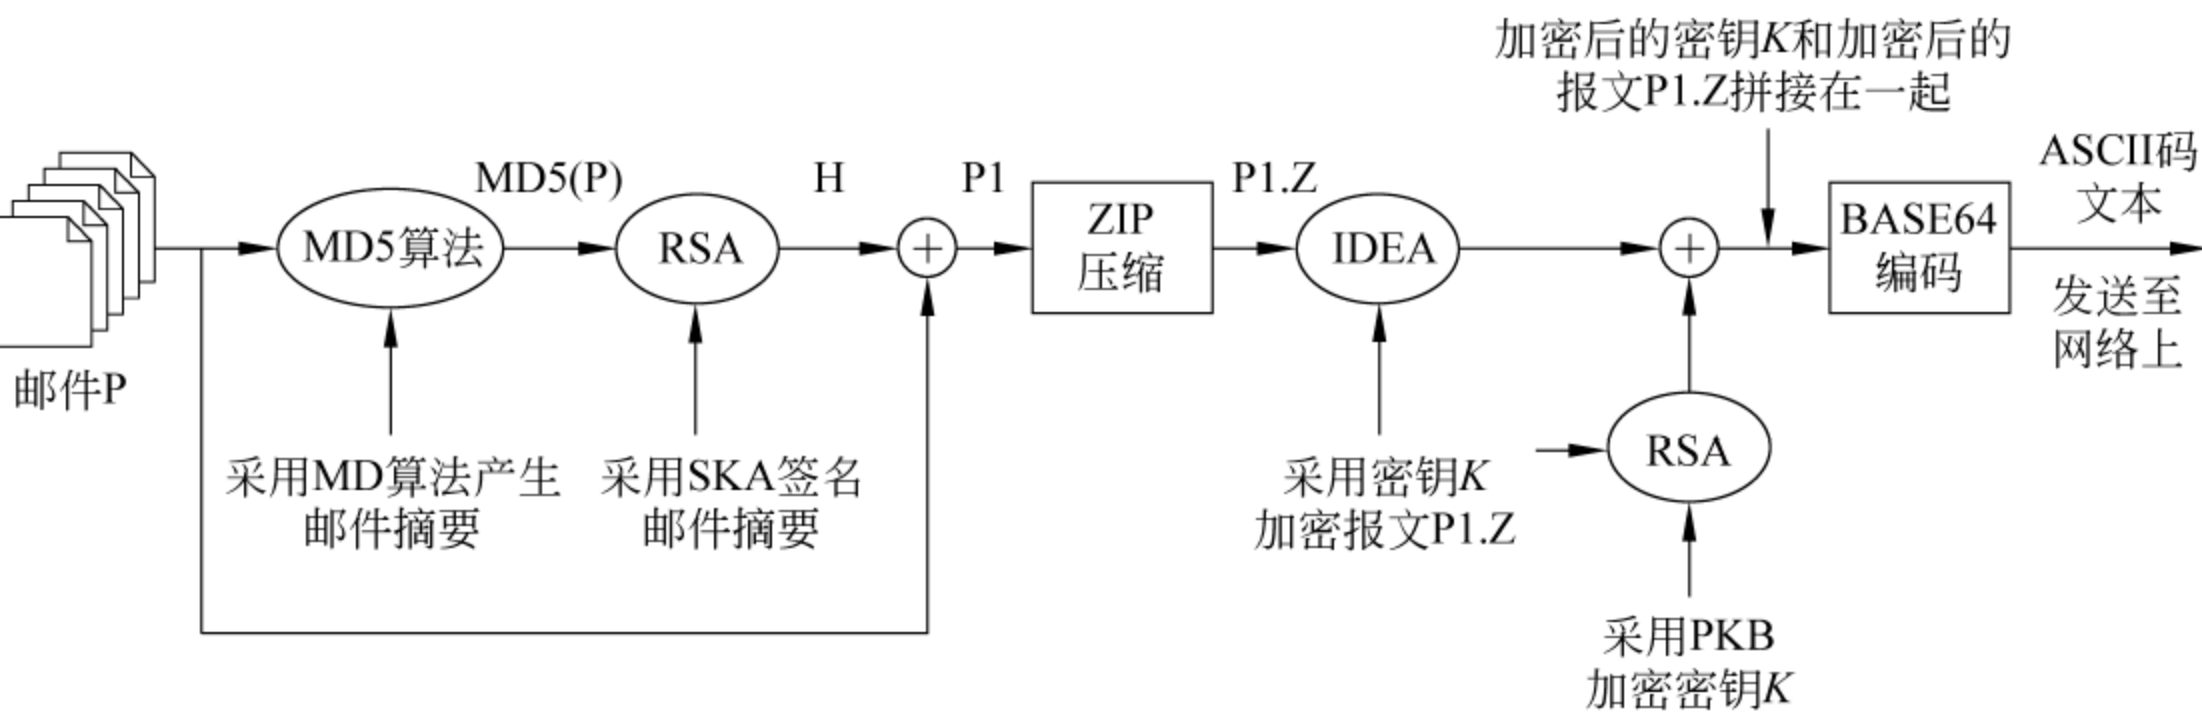 加密后的密钥K和加密后的
报文P1.Z拼接在一起
ASCII码
文本
MD5(P)
H
P1
P1.Z
MD5算法
RSA
+
ZIP
压缩
IDEA
+
BASE64
编码
发送至
网络上
邮件P
采用MD算法产生
邮件摘要
采用SKA签名
邮件摘要
采用密钥K
加密报文P1.Z
RSA
采用PKB
加密密钥K